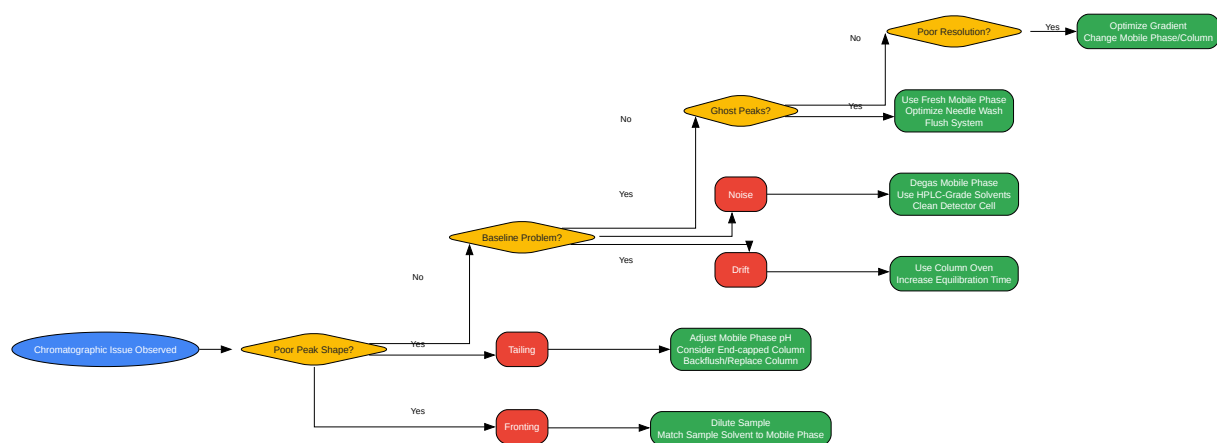 Poor Resolution?
No
Yes
Optimize Gradient
Change Mobile Phase/Column
Ghost Peaks?
No
Yes
Use Fresh Mobile Phase
Optimize Needle Wash
Flush System
Baseline Problem?
Yes
Noise
Degas Mobile Phase
Use HPLC-Grade Solvents
Clean Detector Cell
Yes
Drift
Use Column Oven
Increase Equilibration Time
No
Chromatographic Issue Observed
Poor Peak Shape?
Yes
Tailing
Adjust Mobile Phase pH
Consider End-capped Column
Backflush/Replace Column
Yes
Fronting
Dilute Sample
Match Sample Solvent to Mobile Phase